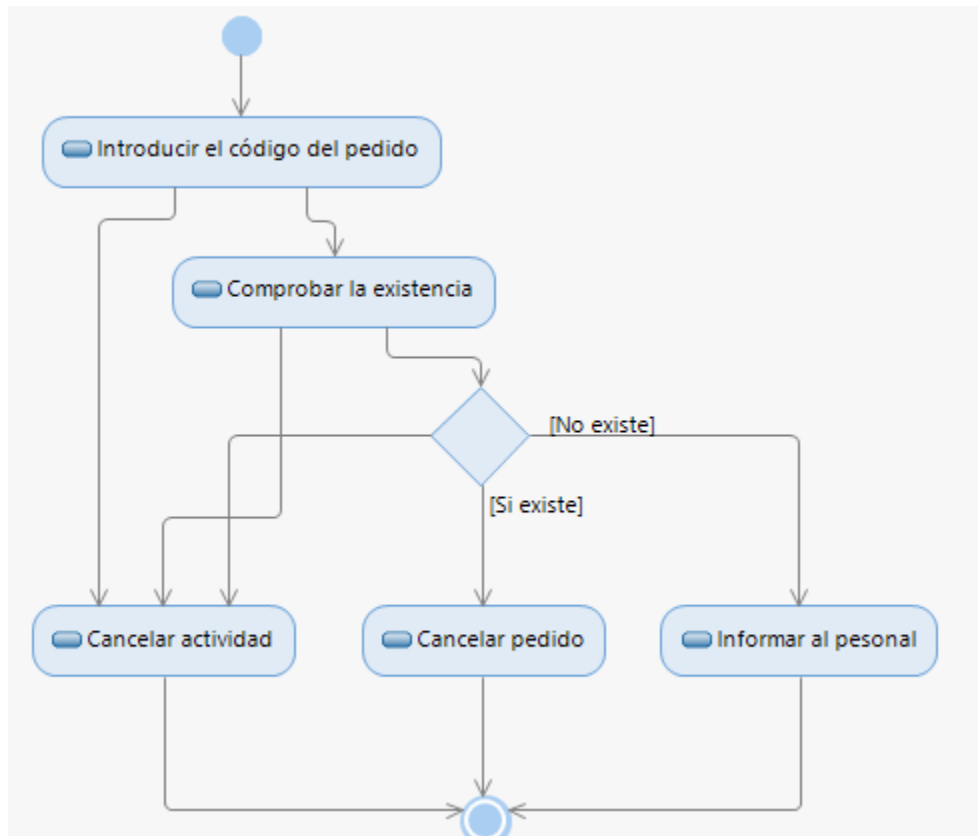 Introducir el código del pedido
Comprobar la existencia
[No existe]
[Si existe]
Cancelar actividad
Cancelar pedido
Informar al pesonal